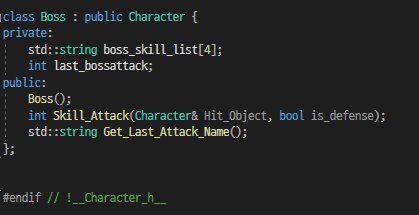 class Boss : public Character {
private:
    std::string boss_skill_list[4];
    int last_bossattack;
public:
    Boss();
    int Skill_Attack(Character& Hit_Object, bool is_defense);
    std::string Get_Last_Attack_Name();
};
#endif // !__Character_h__